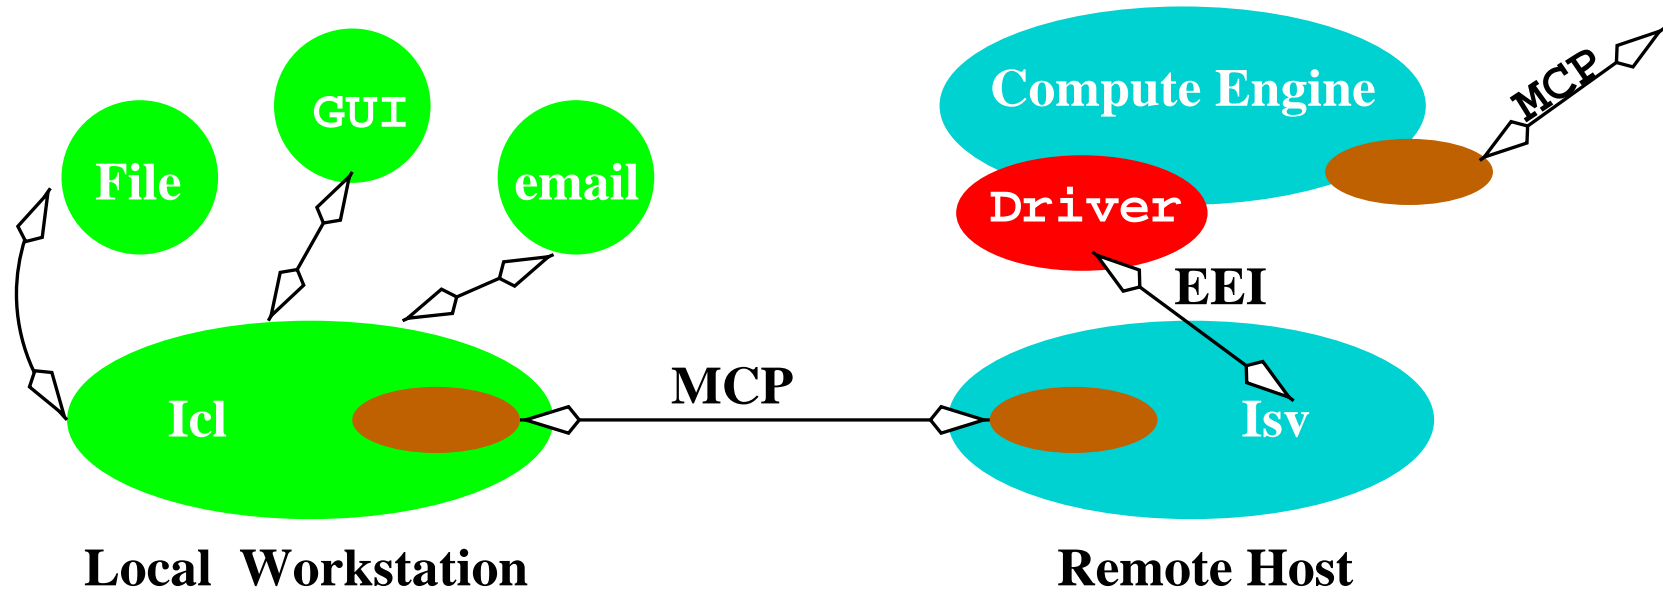 GUI
File
email
Compute Engine
MCP
Driver
EEI
MCP
Icl
Isv
Local Workstation
Remote Host